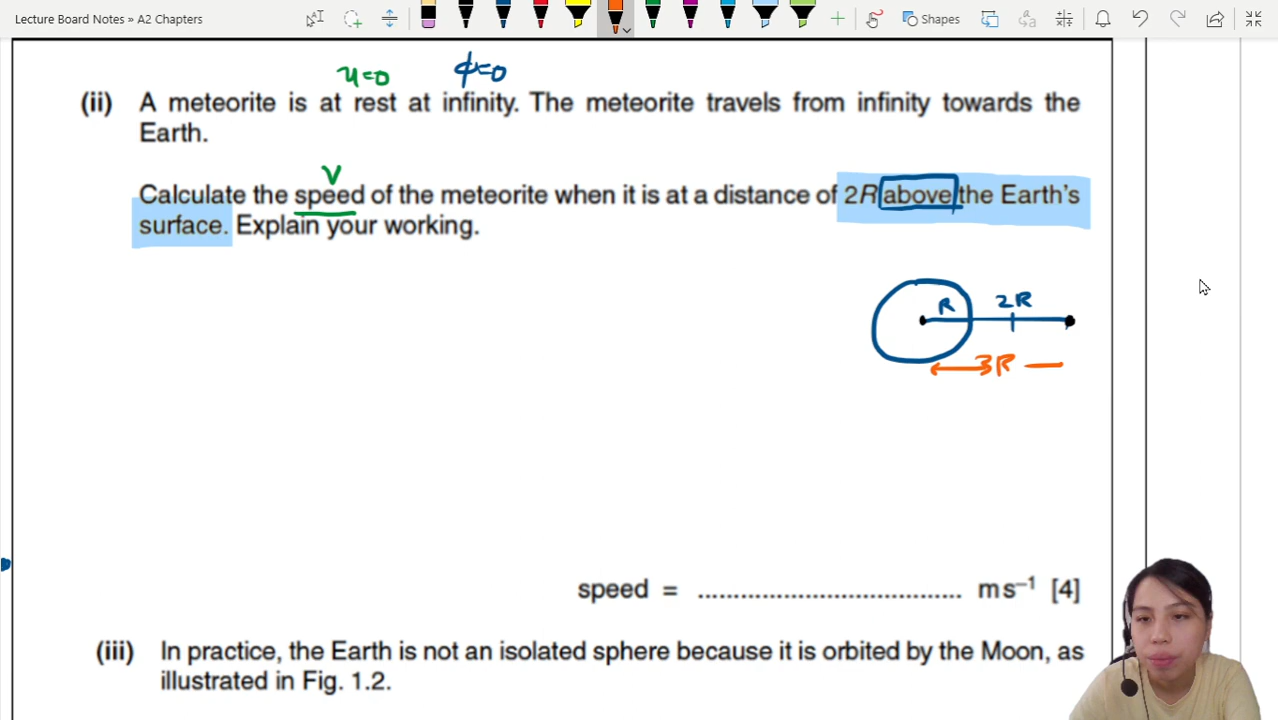 Lecture Board Notes » A2 Chapters
Shapes
u=0
ϕ=0
(ii) A meteorite is at rest at infinity. The meteorite travels from infinity towards the
Earth.
v
Calculate the speed of the meteorite when it is at a distance of 2R above the Earth's
surface. Explain your working.
R 2R
3R
speed = ...................................... m s⁻¹ [4]
(iii) In practice, the Earth is not an isolated sphere because it is orbited by the Moon, as
illustrated in Fig. 1.2.